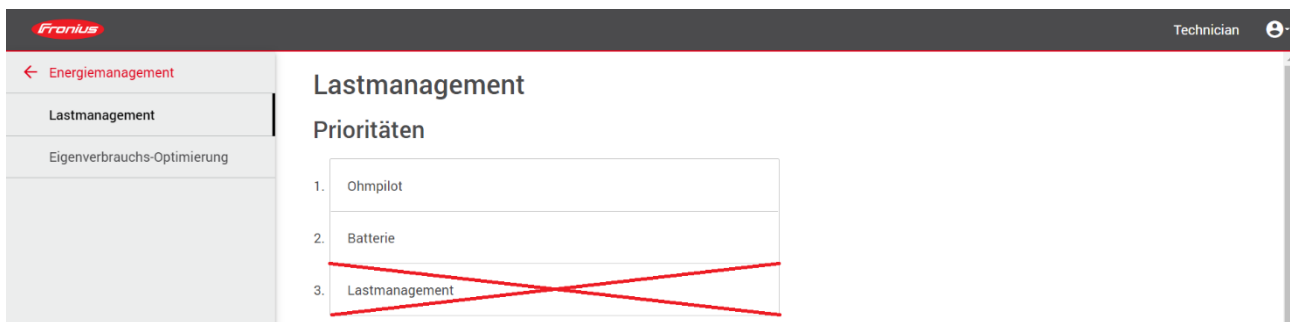 Fronius
Technician
Energiemanagement
Lastmanagement
Eigenverbrauchs-Optimierung
Lastmanagement
Prioritäten
1. Ohmpilot
2. Batterie
3. Lastmanagement